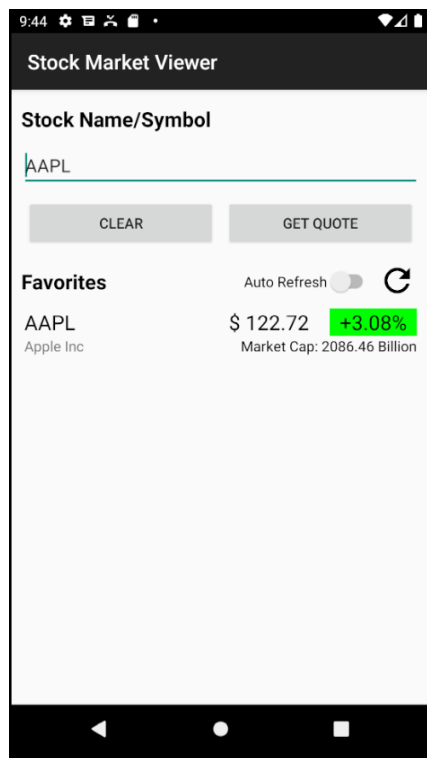 9:44
Stock Market Viewer
Stock Name/Symbol
AAPL
CLEAR GET QUOTE
Favorites Auto Refresh
AAPL $ 122.72 +3.08%
Apple Inc Market Cap: 2086.46 Billion